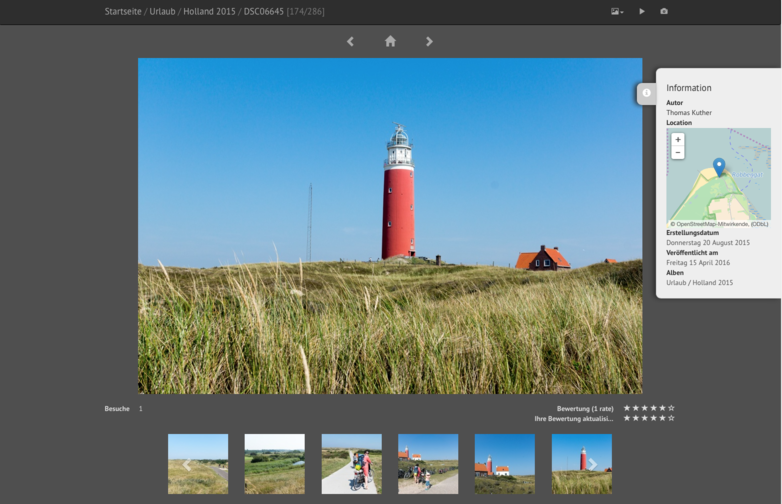 Startseite / Urlaub / Holland 2015 / DSC06645 [174/286]
Information
Autor
Thomas Kuther
Location
+
−
© OpenStreetMap-Mitwirkende, (ODbL)
Erstellungsdatum
Donnerstag 20 August 2015
Veröffentlicht am
Freitag 15 April 2016
Alben
Urlaub / Holland 2015
Besuche 1
Bewertung (1 rate)
Ihre Bewertung aktualisi...